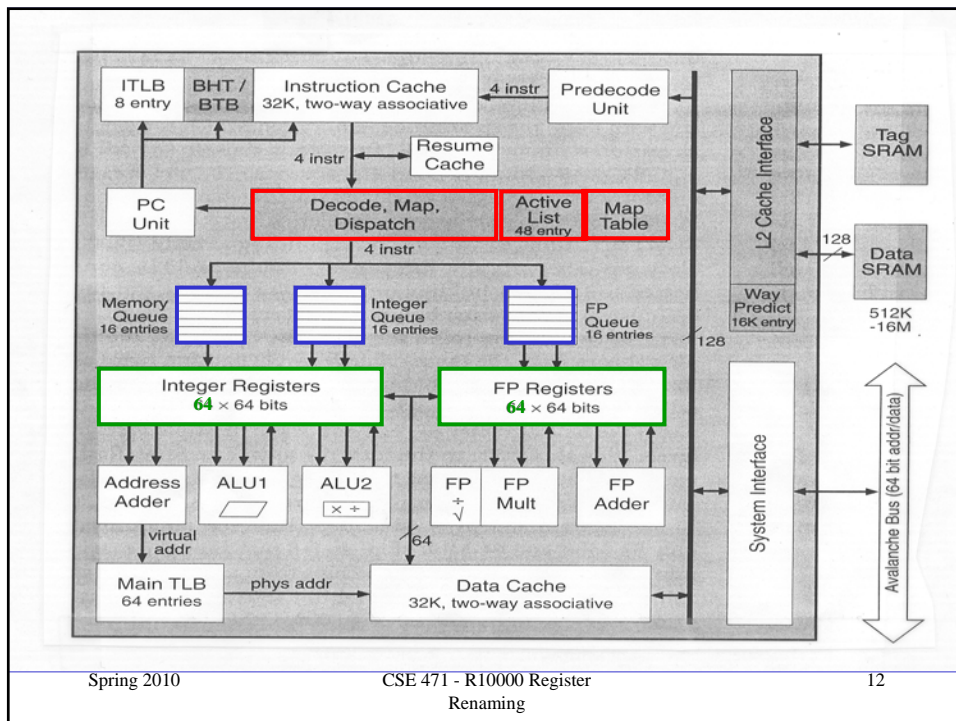 ITLB
8 entry
BHT /
BTB
Instruction Cache
32K, two-way associative
4 instr
Predecode
Unit
4 instr
Resume
Cache
PC
Unit
Decode, Map,
Dispatch
Active
List
48 entry
Map
Table
4 instr
Memory
Queue
16 entries
Integer
Queue
16 entries
FP
Queue
16 entries
Integer Registers
64 × 64 bits
FP Registers
64 × 64 bits
Address
Adder
ALU1
ALU2
× ÷
FP
÷
√
FP
Mult
FP
Adder
virtual
addr
64
Main TLB
64 entries
phys addr
Data Cache
32K, two-way associative
128
L2 Cache Interface
Way
Predict
16K entry
System Interface
Tag
SRAM
128
Data
SRAM
512K
-16M
Avalanche Bus (64 bit addr/data)
Spring 2010
CSE 471 - R10000 Register
Renaming
12